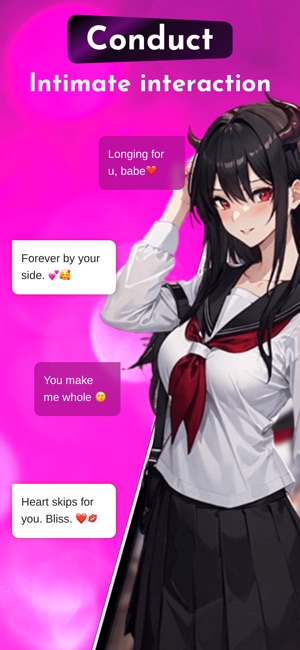 Conduct
Intimate interaction
Longing for
u, babe❤️
Forever by your
side. 💞🥰
You make
me whole 😚
Heart skips for
you. Bliss. ❤️💋